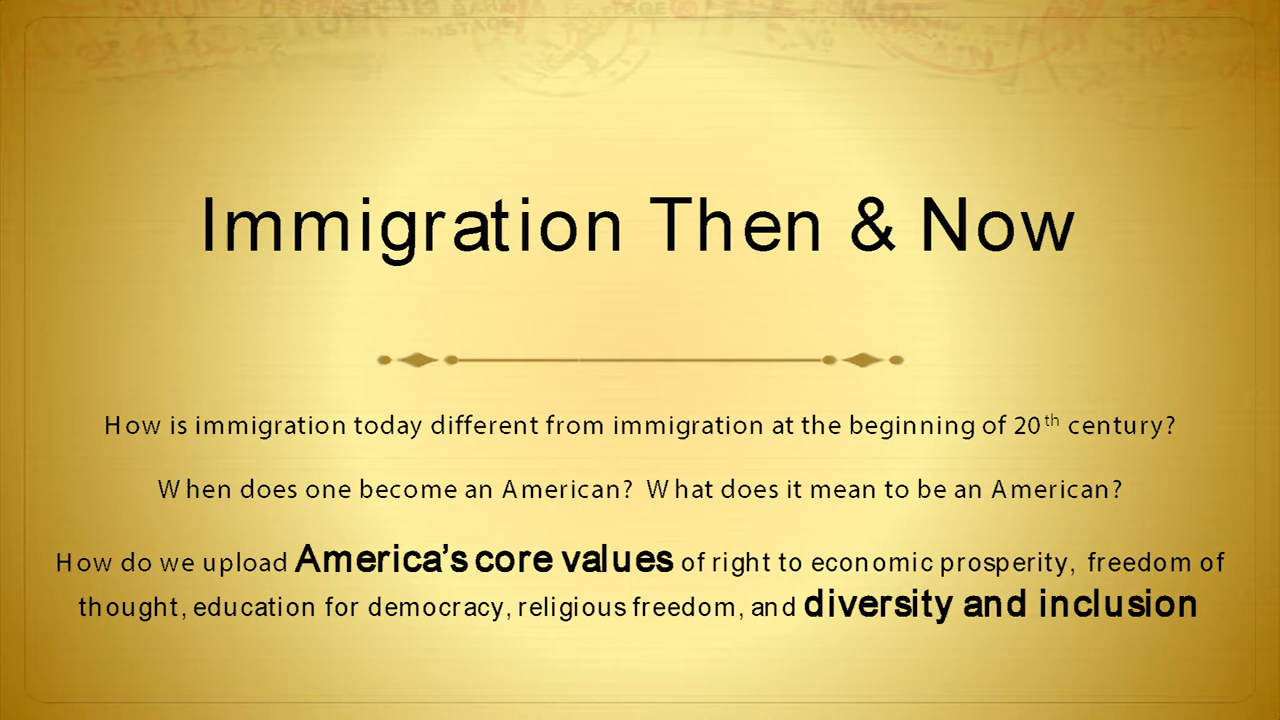 Immigration Then & Now
How is immigration today different from immigration at the beginning of 20th century?
When does one become an American? What does it mean to be an American?
How do we upload America's core values of right to economic prosperity, freedom of
thought, education for democracy, religious freedom, and diversity and inclusion